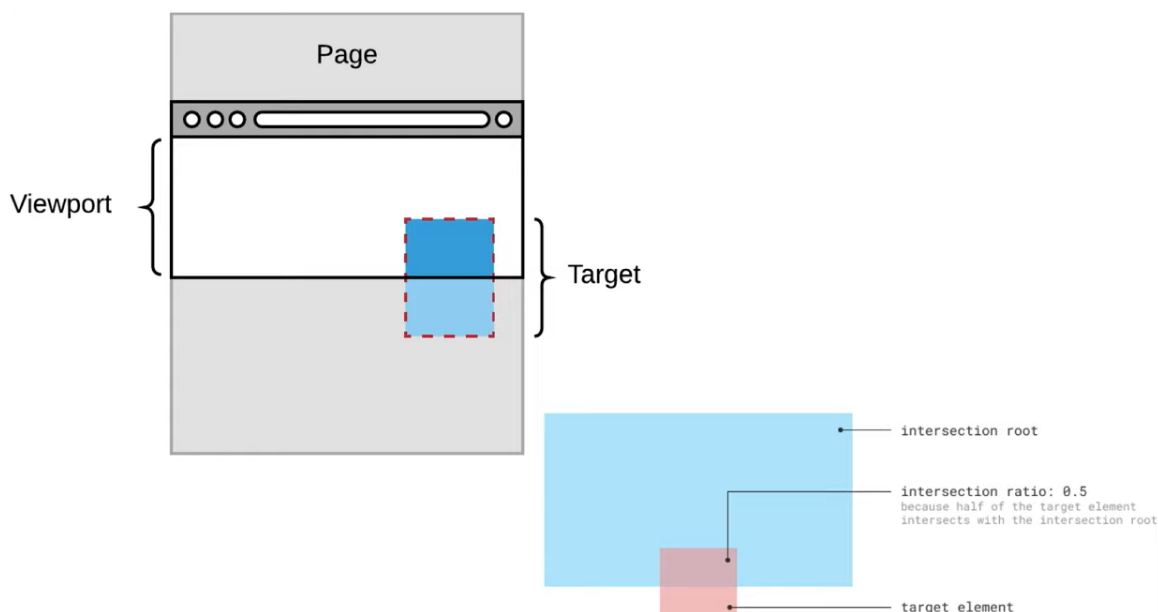 Page
Viewport
Target
intersection root
intersection ratio: 0.5
because half of the target element
intersects with the intersection root
target element